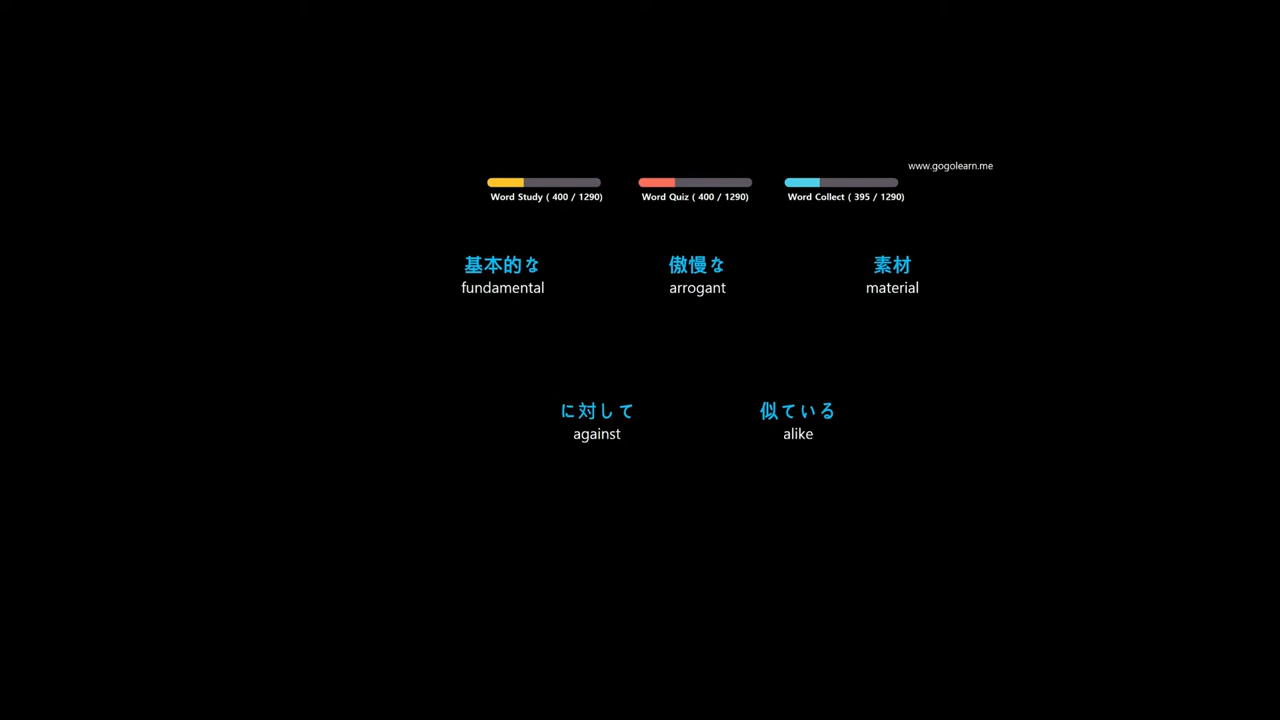 www.gogolearn.me
Word Study ( 400 / 1290)
Word Quiz ( 400 / 1290)
Word Collect ( 395 / 1290)
基本的な
fundamental
傲慢な
arrogant
素材
material
に対して
against
似ている
alike